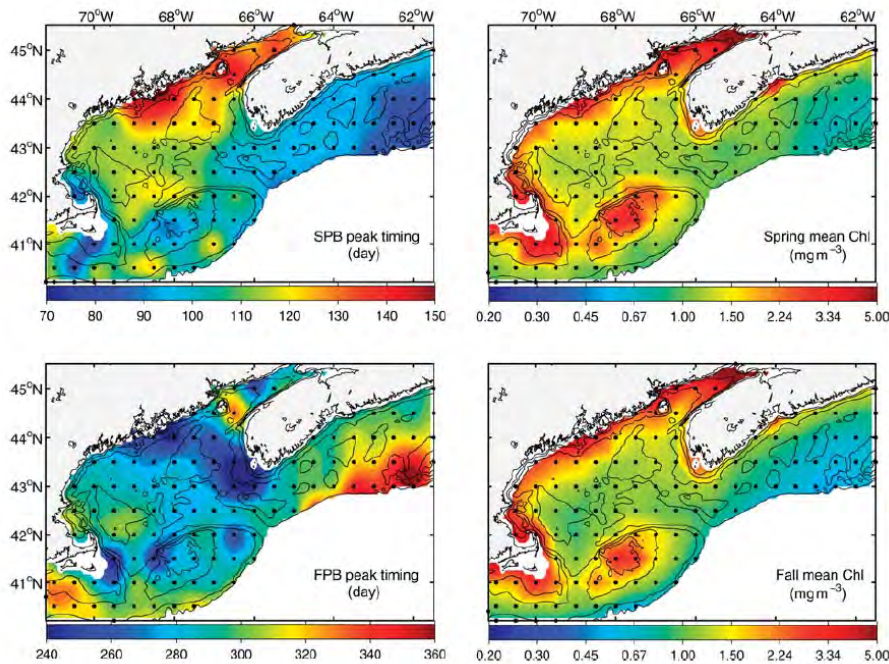 70°W 68°W 66°W 64°W 62°W
70°W 68°W 66°W 64°W 62°W
45°N
44°N
43°N
42°N
41°N
SPB peak timing
(day)
Spring mean Chl
(mg m⁻³)
70 80 90 100 110 120 130 140 150
0.20 0.30 0.45 0.67 1.00 1.50 2.24 3.34 5.00
45°N
44°N
43°N
42°N
41°N
FPB peak timing
(day)
Fall mean Chl
(mg m⁻³)
240 260 280 300 320 340 360
0.20 0.30 0.45 0.67 1.00 1.50 2.24 3.34 5.00